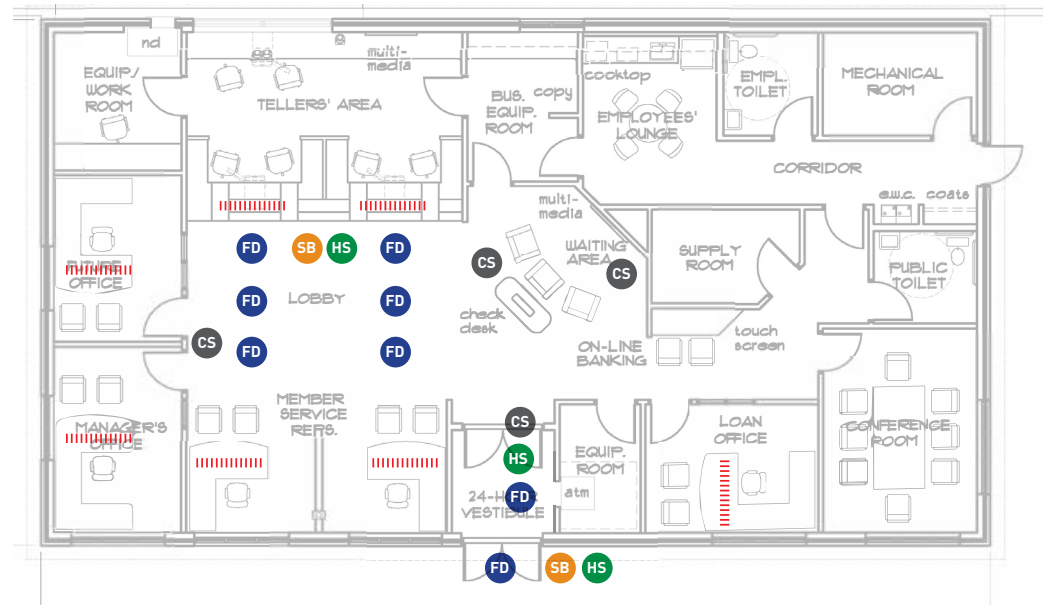 nd
EQUIP/
WORK
ROOM
multi-
media
TELLERS' AREA
BUS.
EQUIP.
ROOM
copy
cooktop
EMPLOYEES'
LOUNGE
EMPL.
TOILET
MECHANICAL
ROOM
CORRIDOR
e.w.c.
coats
multi-
media
WAITING
AREA
SUPPLY
ROOM
PUBLIC
TOILET
FUTURE
OFFICE
LOBBY
FD
SB
HS
FD
CS
CS
FD
FD
check
desk
CS
FD
FD
ON-LINE
BANKING
touch
screen
MEMBER
SERVICE
REPS.
MANAGER'S
OFFICE
CS
HS
FD
24-HOUR
VESTIBULE
EQUIP.
ROOM
atm
LOAN
OFFICE
CONFERENCE
ROOM
FD
SB
HS